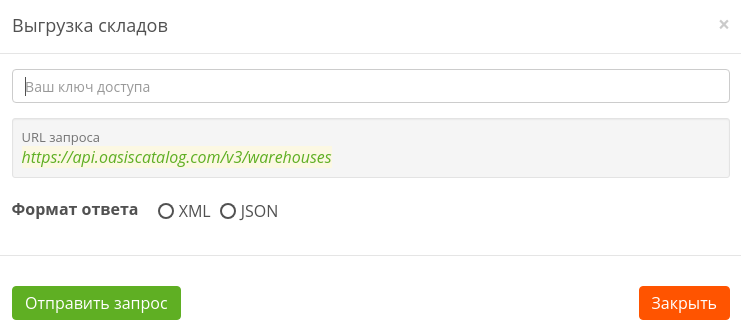 Выгрузка складов ×
Ваш ключ доступа
URL запроса
https://api.oasiscatalog.com/v3/warehouses
Формат ответа XML JSON
Отправить запрос Закрыть